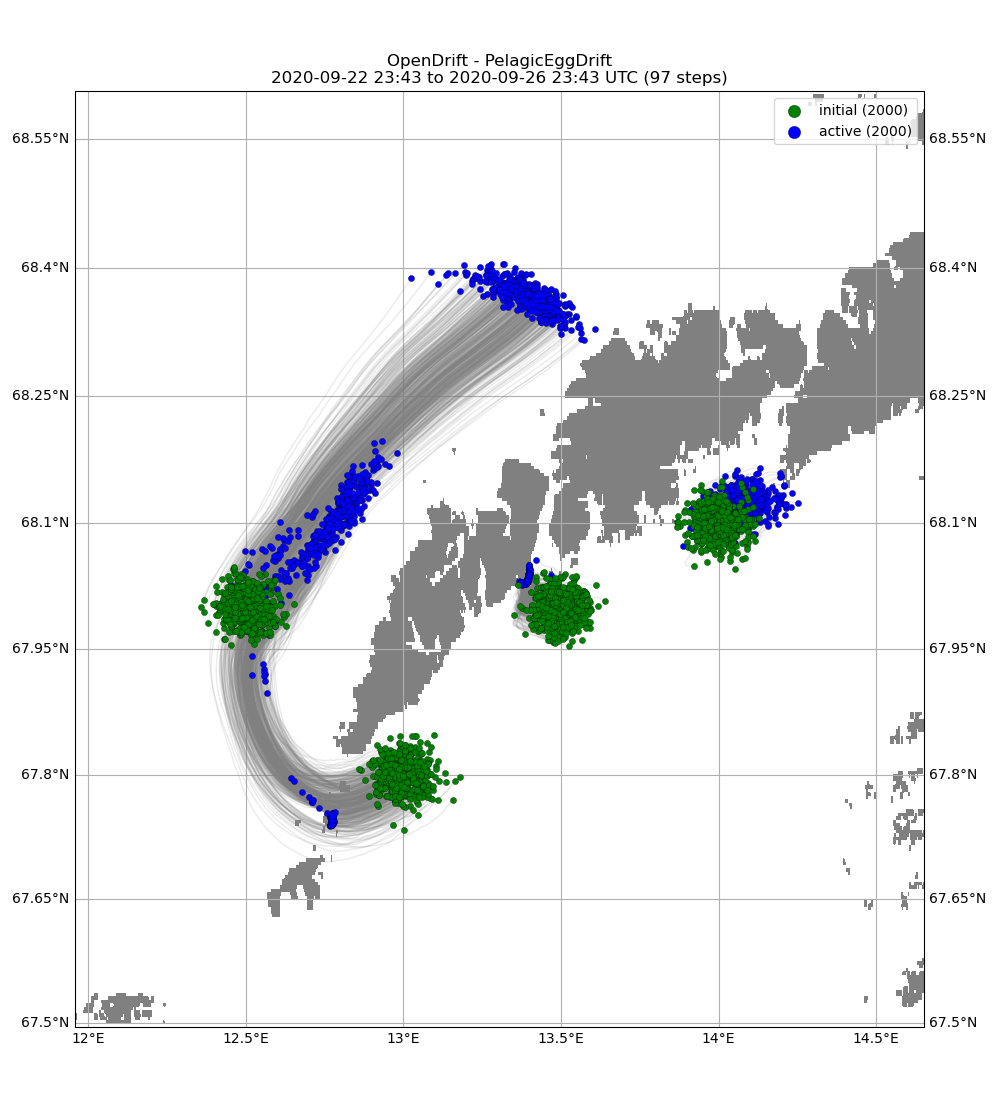 OpenDrift - PelagicEggDrift
2020-09-22 23:43 to 2020-09-26 23:43 UTC (97 steps)
initial (2000)
active (2000)
68.55°N
68.55°N
68.4°N
68.4°N
68.25°N
68.25°N
68.1°N
68.1°N
67.95°N
67.95°N
67.8°N
67.8°N
67.65°N
67.65°N
67.5°N
67.5°N
12°E
12.5°E
13°E
13.5°E
14°E
14.5°E